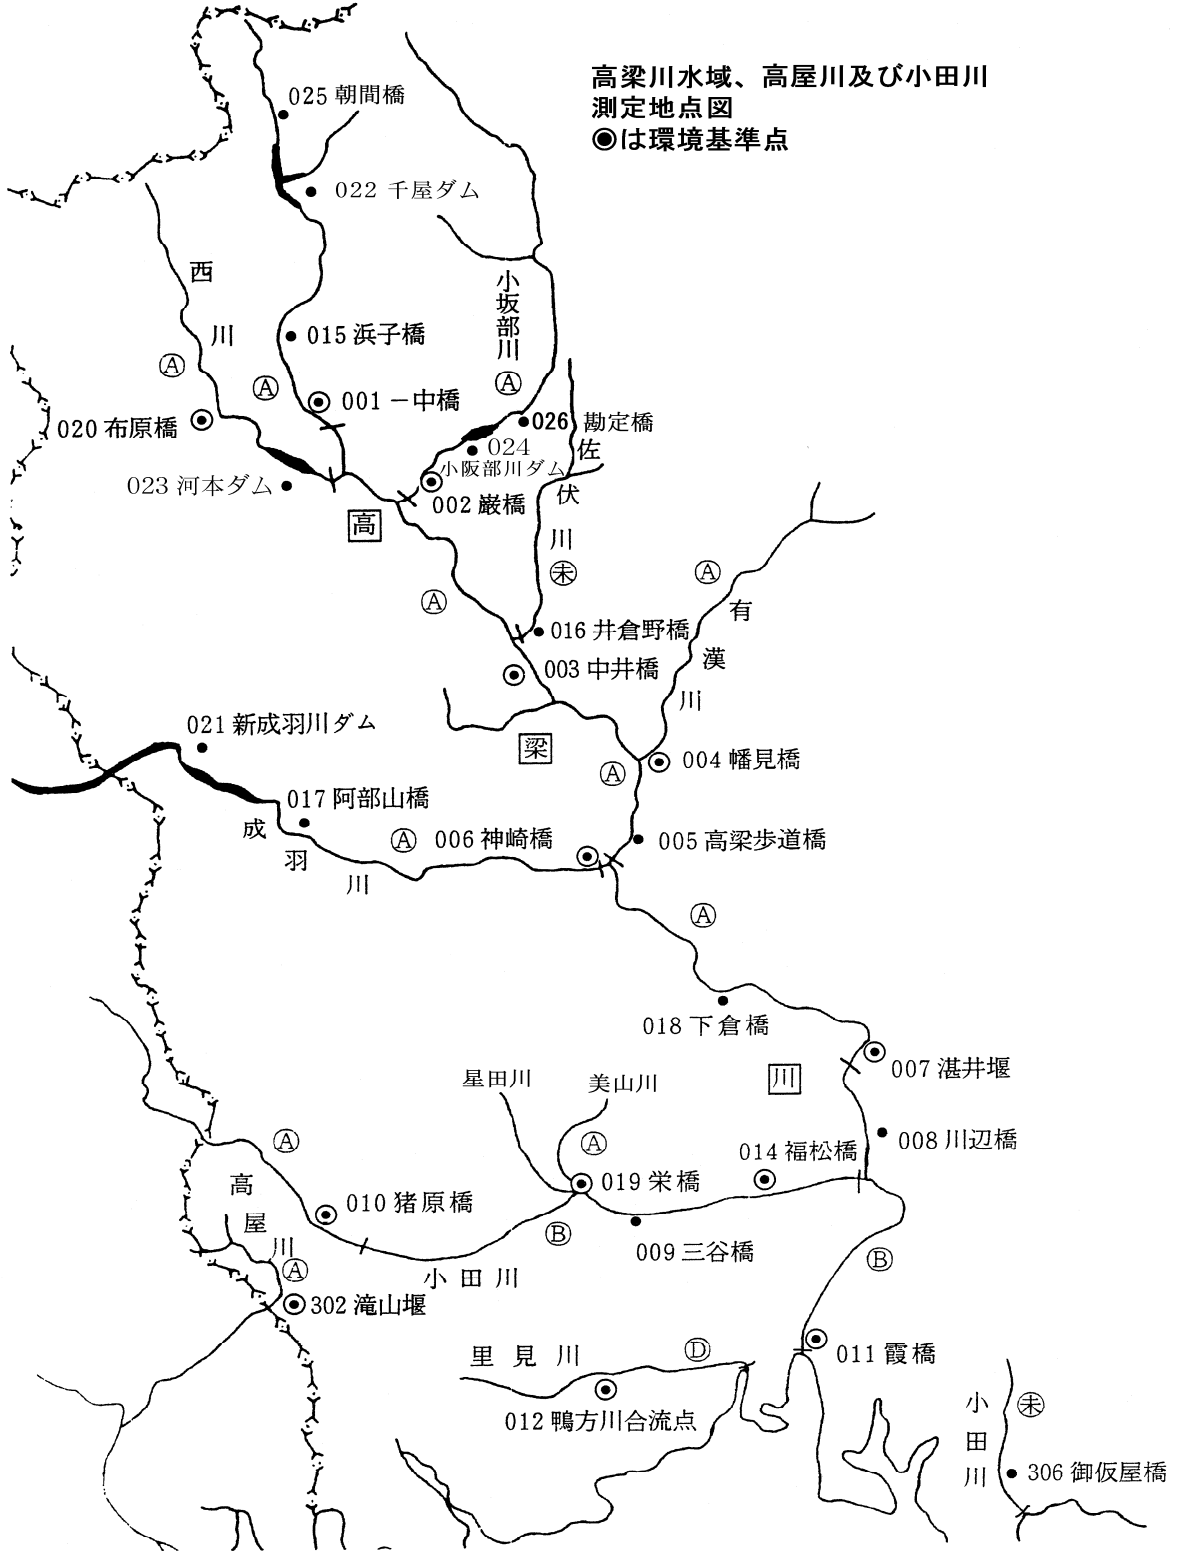 高梁川水域、高屋川及び小田川
測定地点図
◉は環境基準点
025 朝間橋
022 千屋ダム
西川
小坂部川
015 浜子橋
Ⓐ
Ⓐ
Ⓐ
001 一中橋
020 布原橋
026 勘定橋
024
小阪部川ダム
023 河本ダム
002 巌橋
佐伏川
㊍
高
Ⓐ
Ⓐ
有漢川
016 井倉野橋
003 中井橋
021 新成羽川ダム
梁
004 幡見橋
Ⓐ
017 阿部山橋
成羽川
Ⓐ
006 神崎橋
005 高梁歩道橋
Ⓐ
018 下倉橋
007 湛井堰
川
星田川
美山川
Ⓐ
Ⓐ
008 川辺橋
014 福松橋
019 栄橋
010 猪原橋
高屋川
Ⓐ
Ⓑ
009 三谷橋
小田川
Ⓑ
302 滝山堰
里見川
Ⓓ
011 霞橋
012 鴨方川合流点
小田川
未
306 御仮屋橋